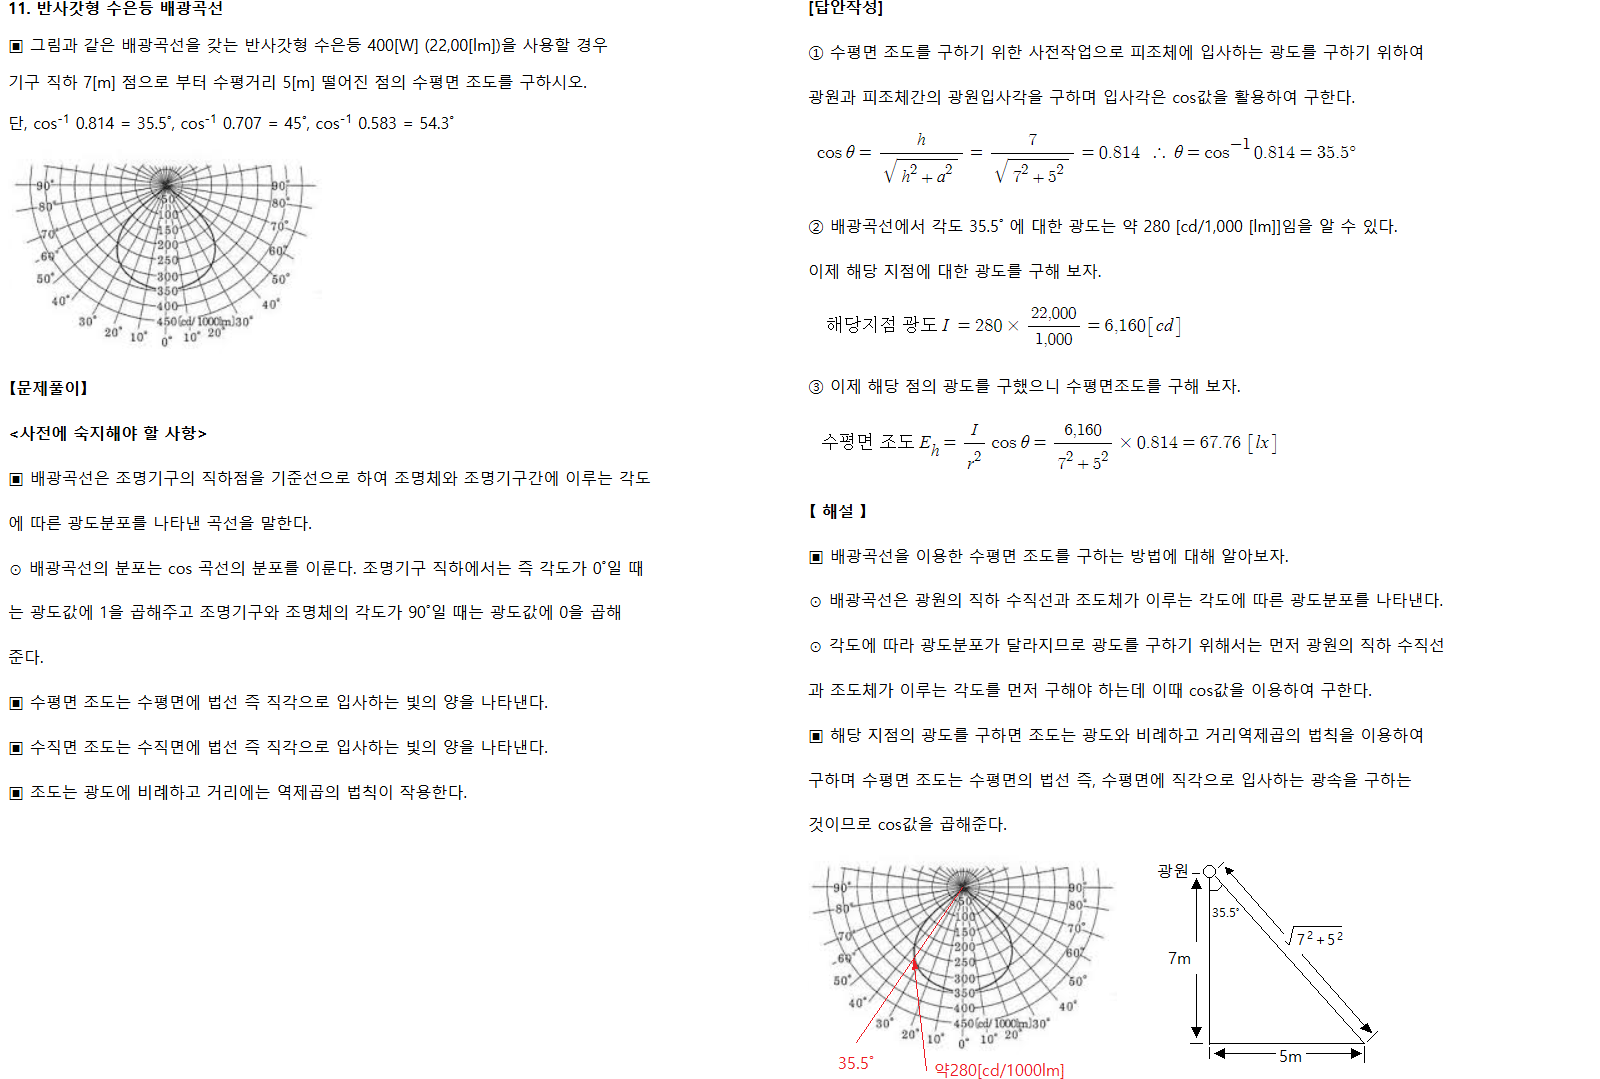 11. 반사갓형 수은등 배광곡선
▣ 그림과 같은 배광곡선을 갖는 반사갓형 수은등 400[W] (22,00[lm])을 사용할 경우
기구 직하 7[m] 점으로 부터 수평거리 5[m] 떨어진 점의 수평면 조도를 구하시오.
단, cos⁻¹ 0.814 = 35.5˚, cos⁻¹ 0.707 = 45˚, cos⁻¹ 0.583 = 54.3˚
90° 90°
50
80° 80°
100
70° 150 70°
200
60° 250 60°
50° 300 50°
350
40° 400 40°
30° 450[cd/1000lm] 30°
20° 10° 0° 10° 20°
【문제풀이】
<사전에 숙지해야 할 사항>
▣ 배광곡선은 조명기구의 직하점을 기준선으로 하여 조명체와 조명기구간에 이루는 각도
에 따른 광도분포를 나타낸 곡선을 말한다.
⊙ 배광곡선의 분포는 cos 곡선의 분포를 이룬다. 조명기구 직하에서는 즉 각도가 0˚일 때
는 광도값에 1을 곱해주고 조명기구와 조명체의 각도가 90˚일 때는 광도값에 0을 곱해
준다.
▣ 수평면 조도는 수평면에 법선 즉 직각으로 입사하는 빛의 양을 나타낸다.
▣ 수직면 조도는 수직면에 법선 즉 직각으로 입사하는 빛의 양을 나타낸다.
▣ 조도는 광도에 비례하고 거리에는 역제곱의 법칙이 작용한다.
[답안작성]
① 수평면 조도를 구하기 위한 사전작업으로 피조체에 입사하는 광도를 구하기 위하여
광원과 피조체간의 광원입사각을 구하며 입사각은 cos값을 활용하여 구한다.
cos θ = h / √(h² + a²) = 7 / √(7² + 5²) = 0.814 ∴ θ = cos⁻¹ 0.814 = 35.5°
② 배광곡선에서 각도 35.5˚ 에 대한 광도는 약 280 [cd/1,000 [lm]]임을 알 수 있다.
이제 해당 지점에 대한 광도를 구해 보자.
해당지점 광도 I = 280 × 22,000 / 1,000 = 6,160[cd]
③ 이제 해당 점의 광도를 구했으니 수평면조도를 구해 보자.
수평면 조도 E_h = I / r² cos θ = 6,160 / 7² + 5² × 0.814 = 67.76 [lx]
【 해설 】
▣ 배광곡선을 이용한 수평면 조도를 구하는 방법에 대해 알아보자.
⊙ 배광곡선은 광원의 직하 수직선과 조도체가 이루는 각도에 따른 광도분포를 나타낸다.
⊙ 각도에 따라 광도분포가 달라지므로 광도를 구하기 위해서는 먼저 광원의 직하 수직선
과 조도체가 이루는 각도를 먼저 구해야 하는데 이때 cos값을 이용하여 구한다.
▣ 해당 지점의 광도를 구하면 조도는 광도와 비례하고 거리역제곱의 법칙을 이용하여
구하며 수평면 조도는 수평면의 법선 즉, 수평면에 직각으로 입사하는 광속을 구하는
것이므로 cos값을 곱해준다.
90° 90°
50
80° 80°
100
70° 150 70°
200
60° 250 60°
50° 300 50°
350
40° 400 40°
30° 450[cd/1000lm] 30°
20° 10° 0° 10° 20°
35.5˚
약280[cd/1000lm]
광원
35.5˚
√7²+5²
7m
5m